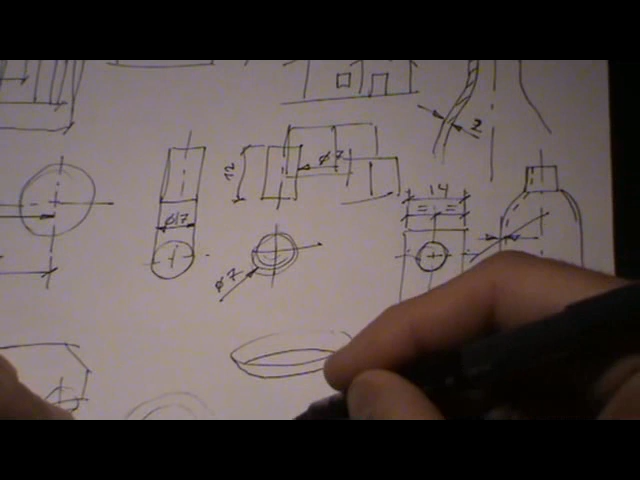 2
12
ø7
14
= =
ø17
ø7